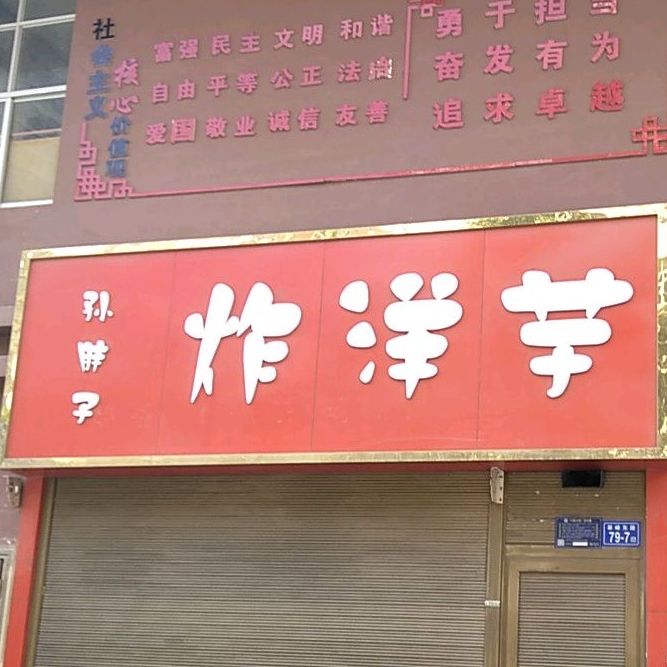 社会主义
核心价值观
富强 民主 文明 和谐
自由 平等 公正 法治
爱国 敬业 诚信 友善
勇于担当
奋发有为
追求卓越
孙胖子
炸洋芋
79-7